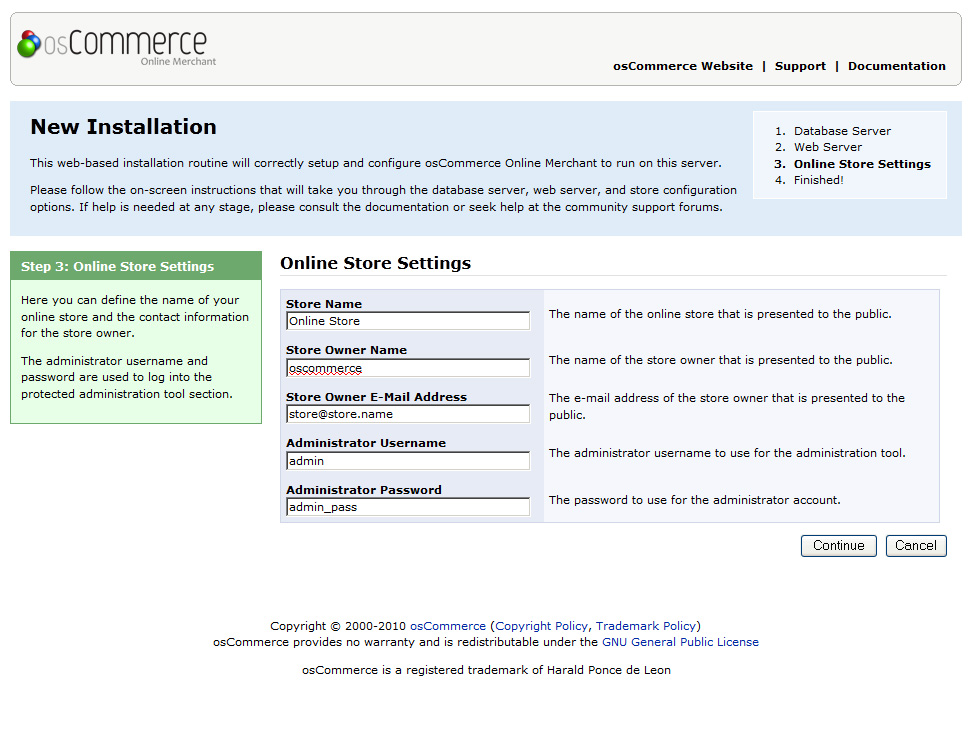 osCommerce
Online Merchant
osCommerce Website | Support | Documentation
New Installation
This web-based installation routine will correctly setup and configure osCommerce Online Merchant to run on this server.
Please follow the on-screen instructions that will take you through the database server, web server, and store configuration
options. If help is needed at any stage, please consult the documentation or seek help at the community support forums.
1. Database Server
2. Web Server
3. Online Store Settings
4. Finished!
Step 3: Online Store Settings
Here you can define the name of your
online store and the contact information
for the store owner.
The administrator username and
password are used to log into the
protected administration tool section.
Online Store Settings
Store Name
Online Store
The name of the online store that is presented to the public.
Store Owner Name
oscommerce
The name of the store owner that is presented to the public.
Store Owner E-Mail Address
store@store.name
The e-mail address of the store owner that is presented to the
public.
Administrator Username
admin
The administrator username to use for the administration tool.
Administrator Password
admin_pass
The password to use for the administrator account.
Continue Cancel
Copyright © 2000-2010 osCommerce (Copyright Policy, Trademark Policy)
osCommerce provides no warranty and is redistributable under the GNU General Public License
osCommerce is a registered trademark of Harald Ponce de Leon